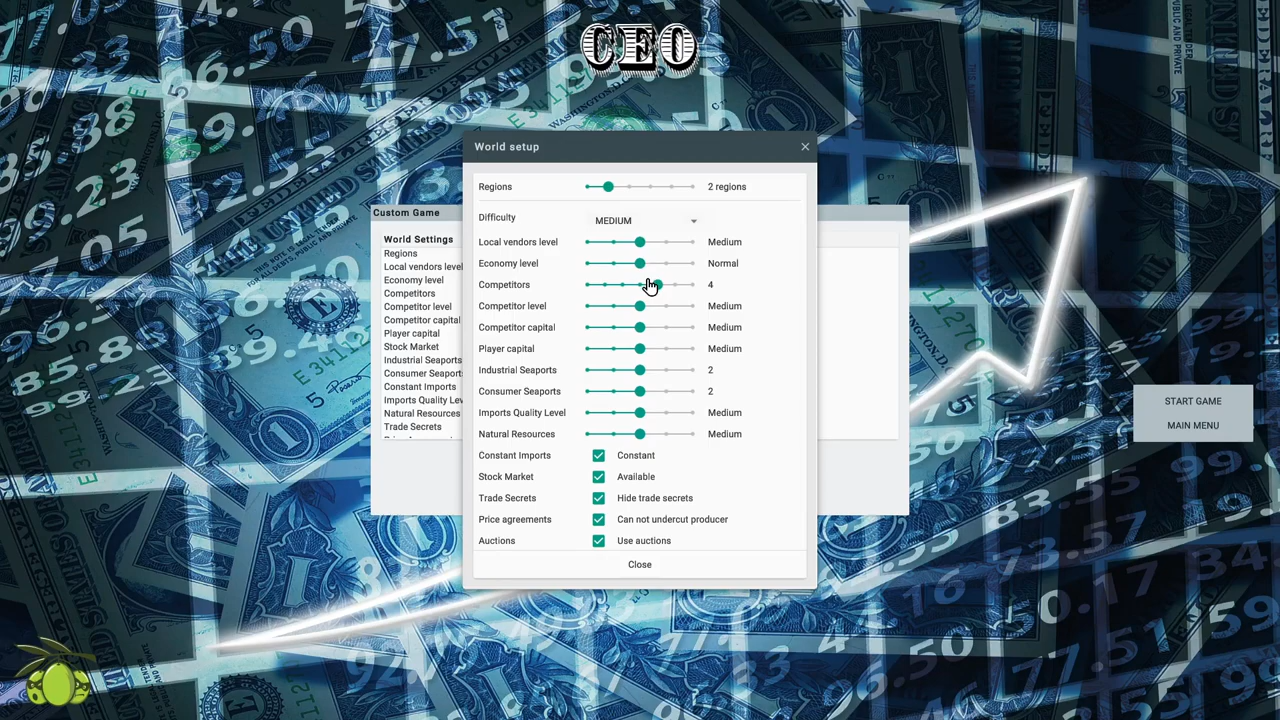 CEO
World setup
Regions 2 regions
Difficulty MEDIUM
Local vendors level Medium
Economy level Normal
Competitors 4
Competitor level Medium
Competitor capital Medium
Player capital Medium
Industrial Seaports 2
Consumer Seaports 2
Imports Quality Level Medium
Natural Resources Medium
Constant Imports Constant
Stock Market Available
Trade Secrets Hide trade secrets
Price agreements Can not undercut producer
Auctions Use auctions
Close
Custom Game
World Settings
Regions
Local vendors level
Economy level
Competitors
Competitor level
Competitor capital
Player capital
Stock Market
Industrial Seaports
Consumer Seaports
Constant Imports
Imports Quality Lev
Natural Resources
Trade Secrets
START GAME
MAIN MENU